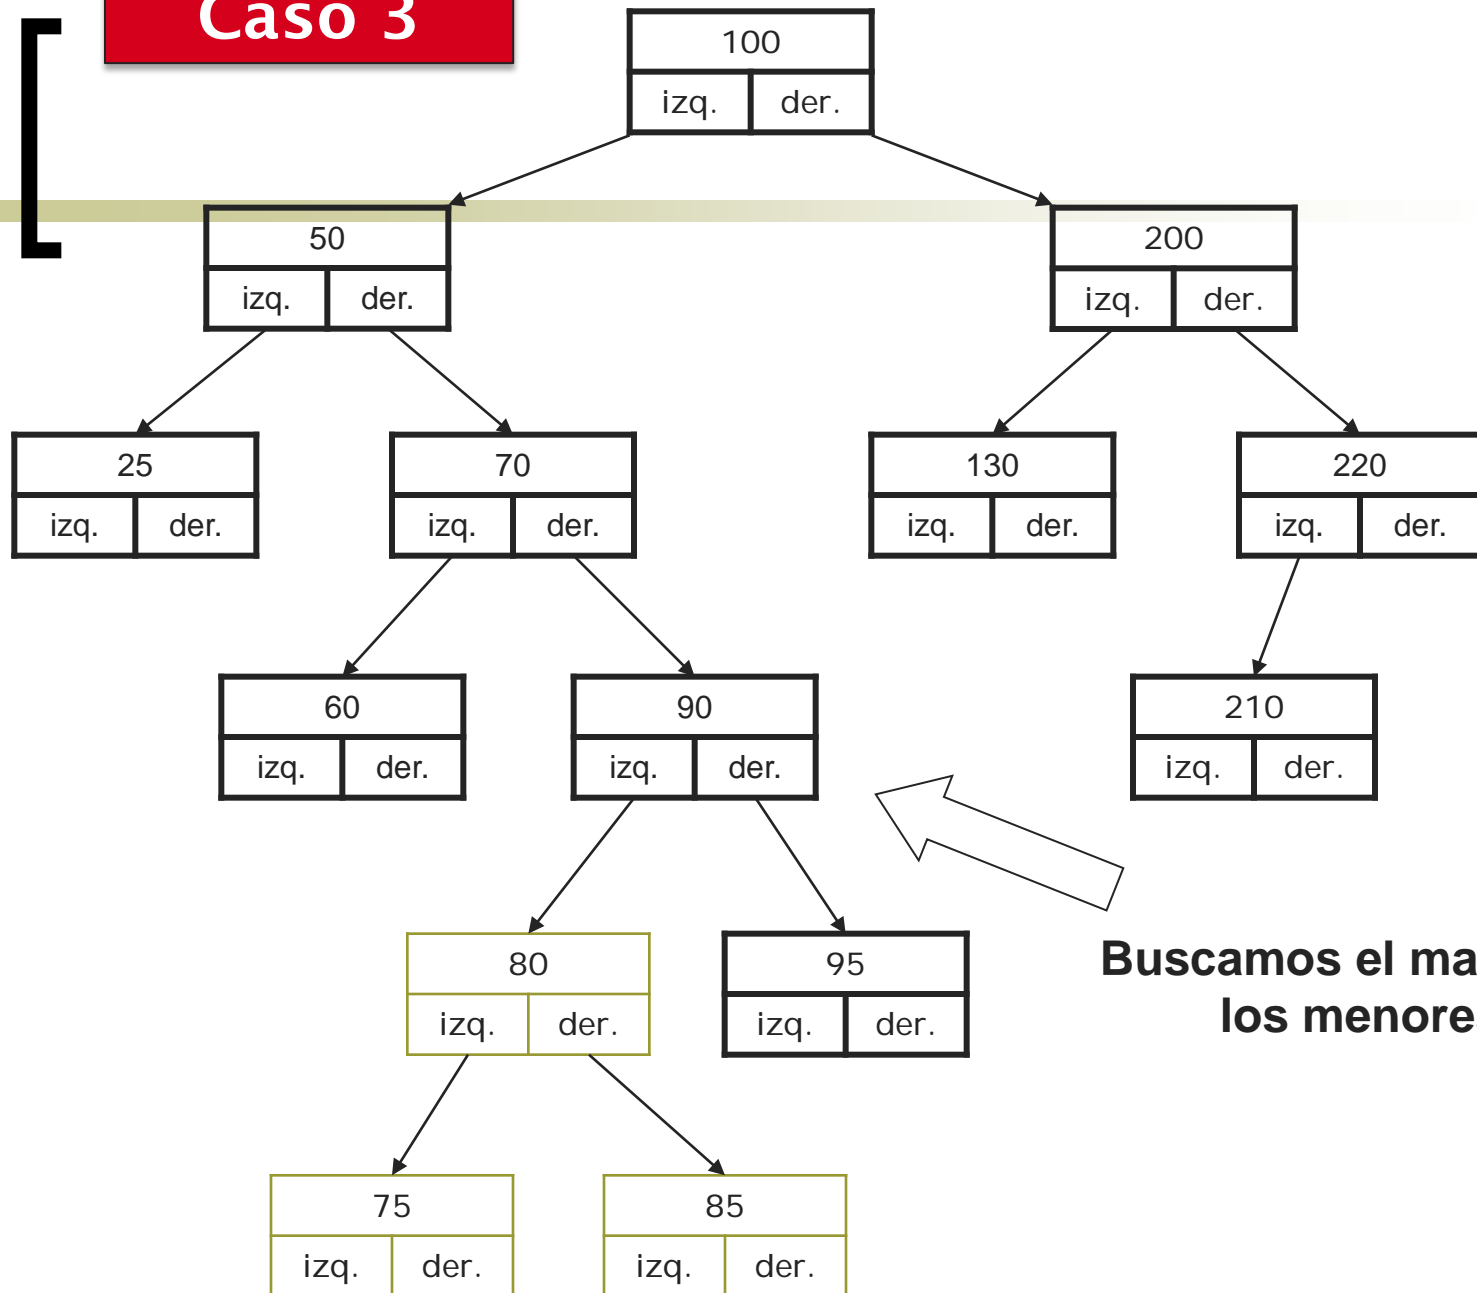 Caso 3
100
izq. der.
50
izq. der.
200
izq. der.
25
izq. der.
70
izq. der.
130
izq. der.
220
izq. der.
60
izq. der.
90
izq. der.
210
izq. der.
80
izq. der.
95
izq. der.
Buscamos el
los
75
izq. der.
85
izq. der.